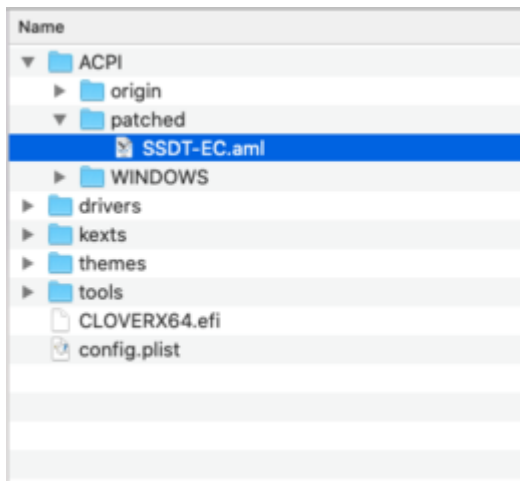 Name
ACPI
origin
patched
SSDT-EC.aml
WINDOWS
drivers
kexts
themes
tools
CLOVERX64.efi
config.plist